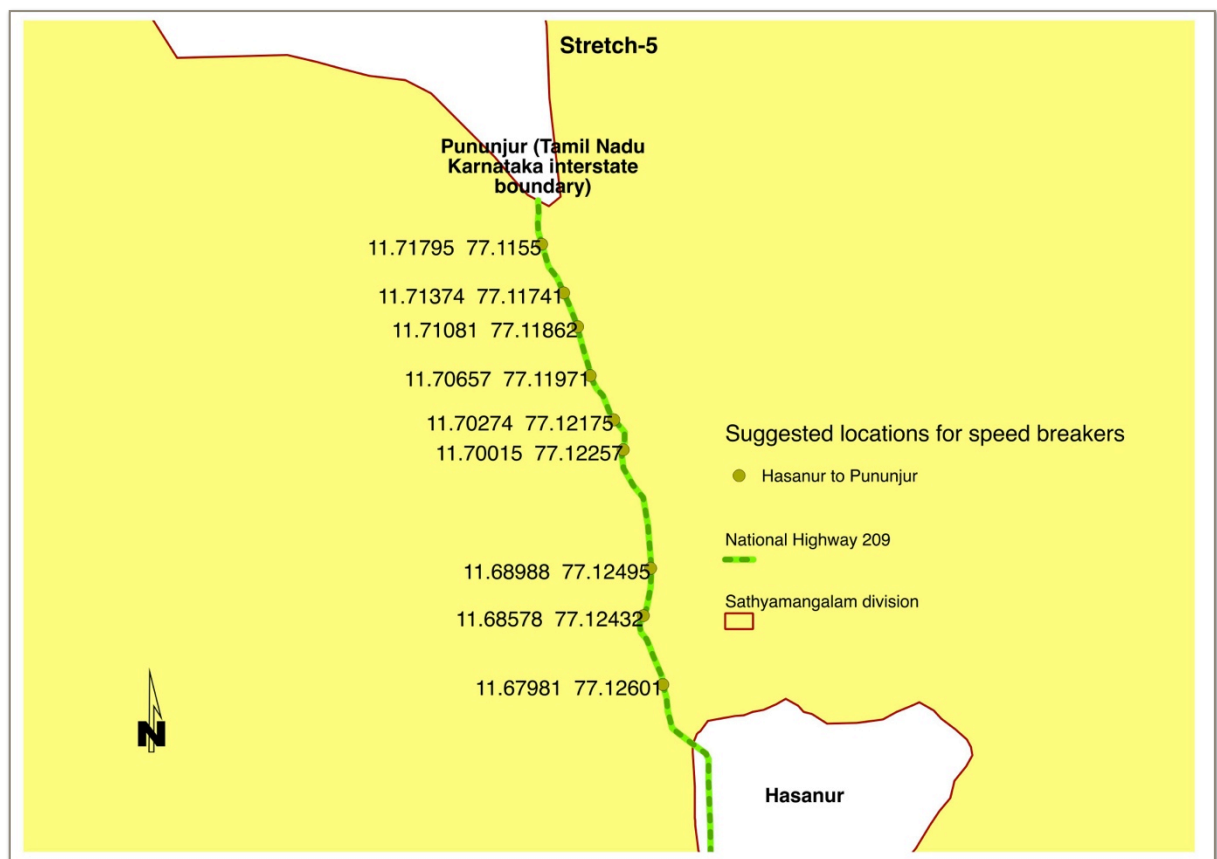 Stretch-5
Pununjur (Tamil Nadu
Karnataka interstate
boundary)
11.71795 77.1155
11.71374 77.11741
11.71081 77.11862
11.70657 77.11971
11.70274 77.12175
11.70015 77.12257
Suggested locations for speed breakers
Hasanur to Pununjur
National Highway 209
11.68988 77.12495
Sathyamangalam division
11.68578 77.12432
11.67981 77.12601
N
Hasanur